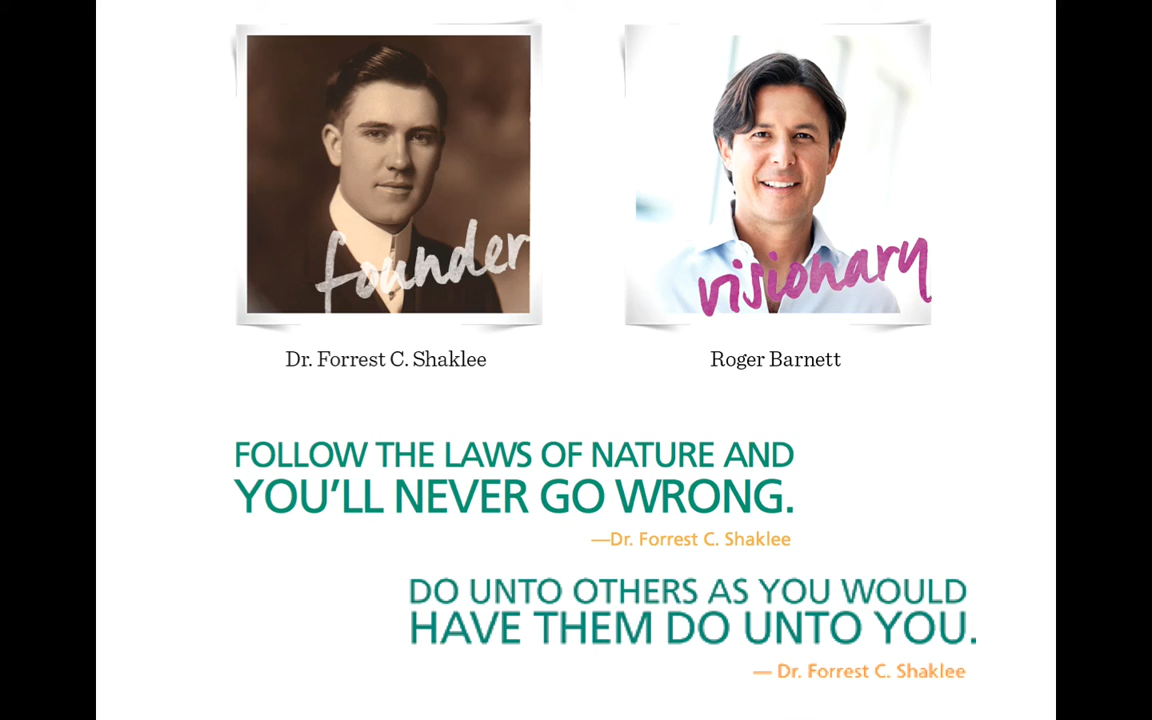 founder
visionary
Dr. Forrest C. Shaklee
Roger Barnett
FOLLOW THE LAWS OF NATURE AND
YOU'LL NEVER GO WRONG.
—Dr. Forrest C. Shaklee
DO UNTO OTHERS AS YOU WOULD
HAVE THEM DO UNTO YOU.
— Dr. Forrest C. Shaklee